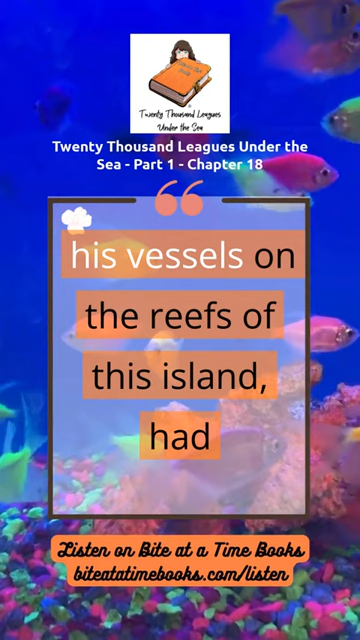 Twenty Thousand Leagues
Under the Sea
Twenty Thousand Leagues Under the
Sea - Part 1 - Chapter 18
his vessels on
the reefs of
this island,
had
Listen on Bite at a Time Books
biteatatimebooks.com/listen